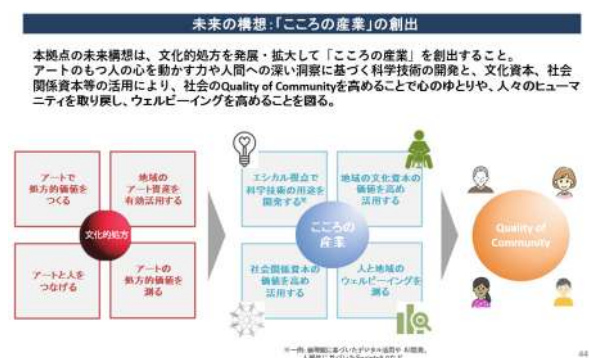 未来の構想：「こころの産業」の創出
本拠点の未来構想は、文化的処方を発展・拡大して「こころの産業」を創出すること。
アートのもつ人の心を動かす力や人間への深い洞察に基づく科学技術の開発と、文化資本、社会
関係資本等の活用により、社会のQuality of Communityを高めることで心のゆとりや、人々のヒューマ
ニティを取り戻し、ウェルビーイングを高めることを図る。
アートで
処方的価値を
つくる
地域の
アート資産を
有効活用する
文化的処方
アートと人を
つなげる
アートの
処方的価値を
測る
エシカル視点で
科学技術の用途を
開発する※
地域の文化資本の
価値を高め
活用する
こころの
産業
社会関係資本の
価値を高め
活用する
人と地域の
ウェルビーイングを
測る
Quality of
Community
44